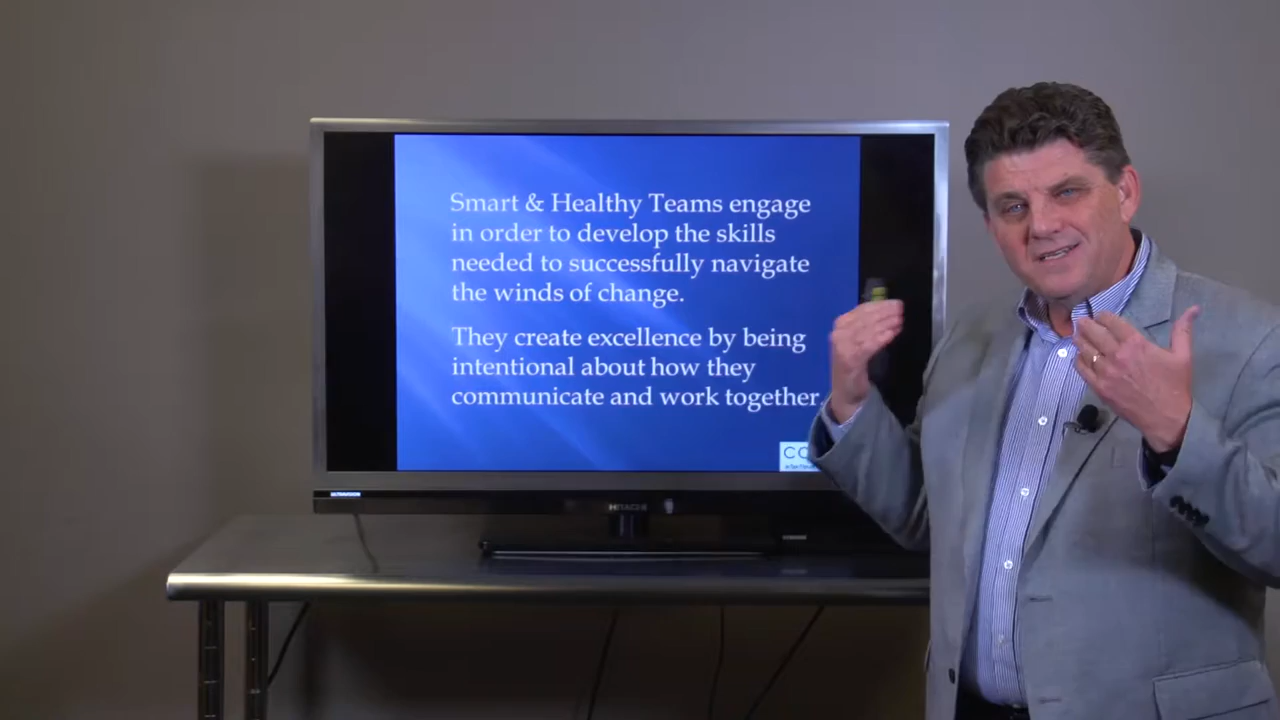 Smart & Healthy Teams engage
in order to develop the skills
needed to successfully navigate
the winds of change.
They create excellence by being
intentional about how they
communicate and work together.
HITACHI